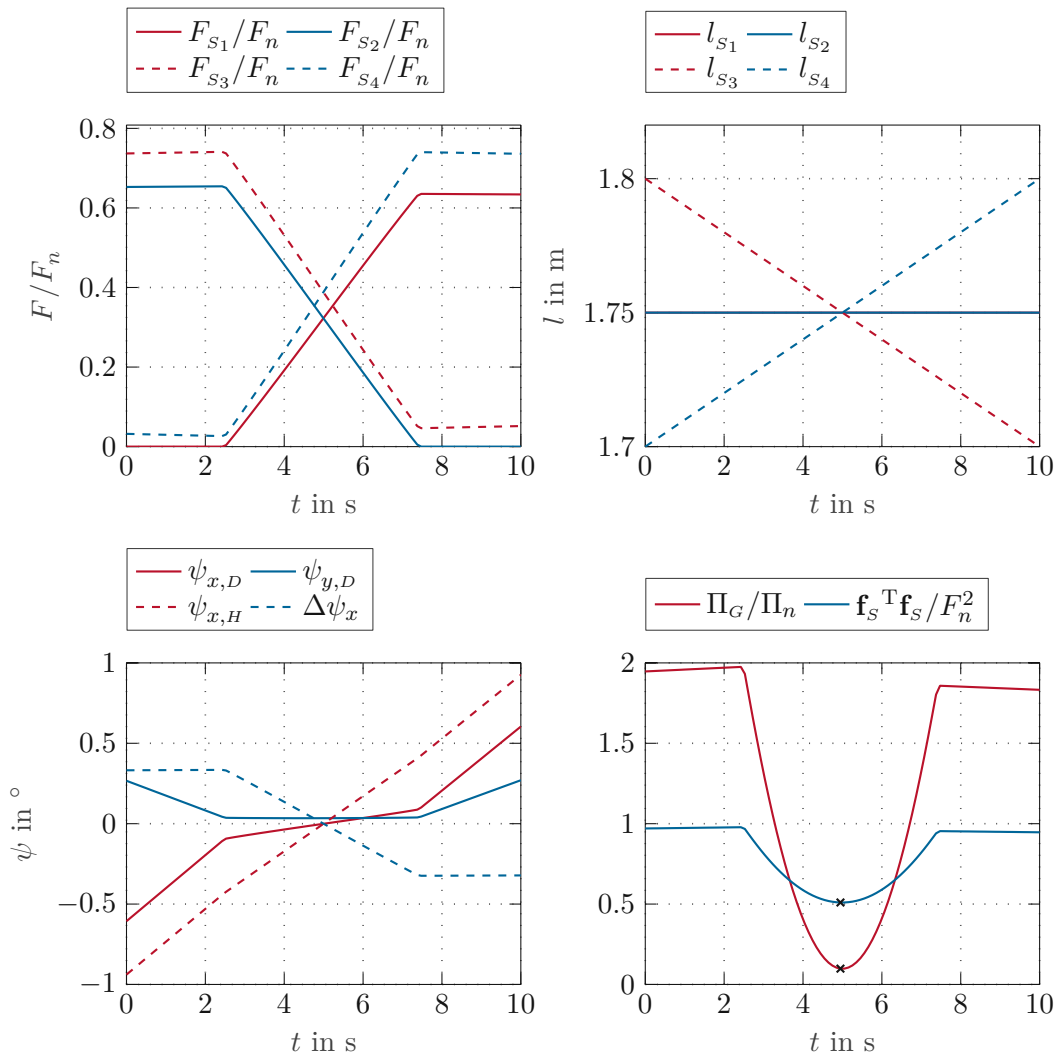 F_{S_1}/F_n F_{S_2}/F_n
F_{S_3}/F_n F_{S_4}/F_n
0.8
0.6
0.4
0.2
0
F/F_n
0 2 4 6 8 10
t in s
l_{S_1} l_{S_2}
l_{S_3} l_{S_4}
1.8
1.75
1.7
l in m
0 2 4 6 8 10
t in s
ψ_{x,D} ψ_{y,D}
ψ_{x,H} Δψ_x
1
0.5
0
−0.5
−1
ψ in °
0 2 4 6 8 10
t in s
Π_G/Π_n f_S^T f_S/F_n^2
2
1.5
1
0.5
0
0 2 4 6 8 10
t in s